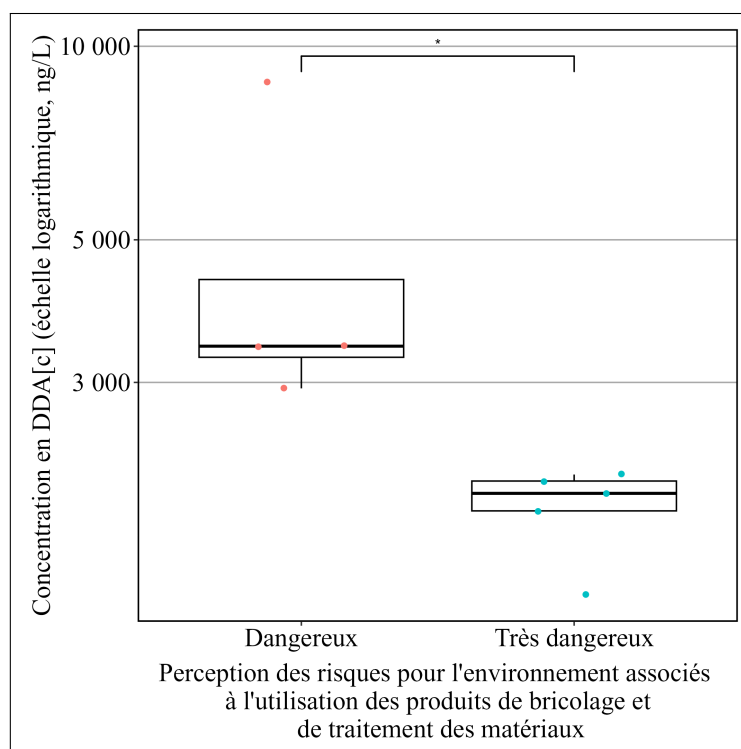 Concentration en DDA[c] (échelle logarithmique, ng/L)
10 000
5 000
3 000
*
Dangereux
Très dangereux
Perception des risques pour l'environnement associés
à l'utilisation des produits de bricolage et
de traitement des matériaux